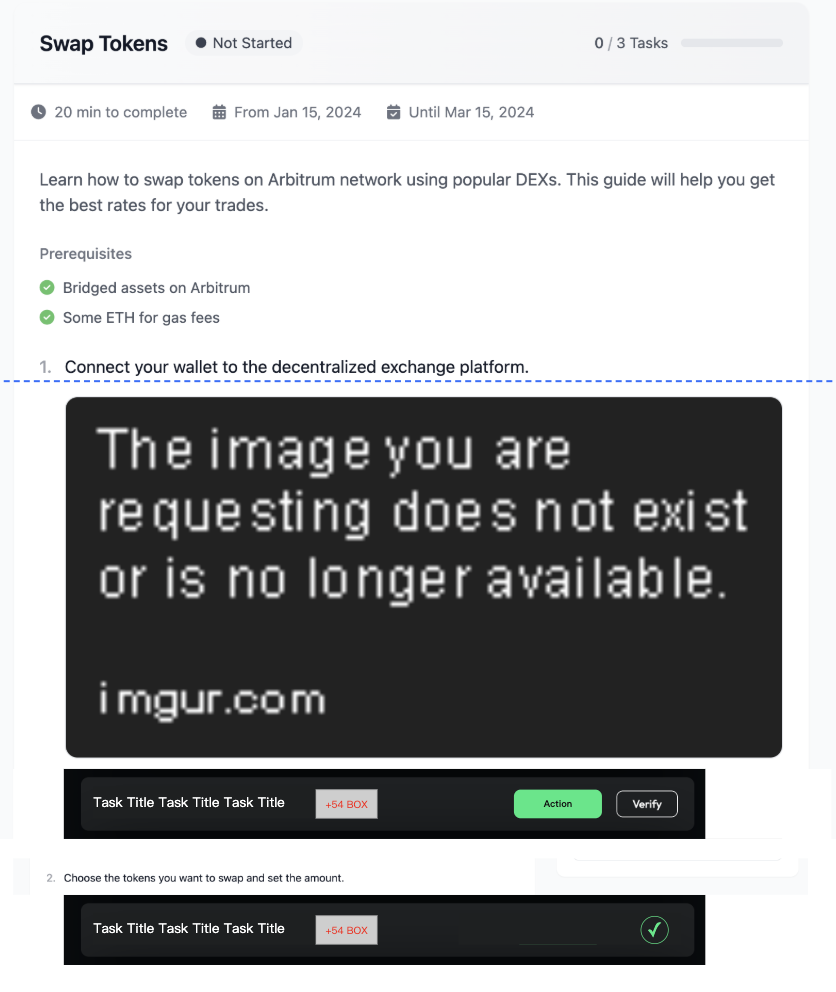 Swap Tokens
Not Started
0 / 3 Tasks
20 min to complete
From Jan 15, 2024
Until Mar 15, 2024
Learn how to swap tokens on Arbitrum network using popular DEXs. This guide will help you get
the best rates for your trades.
Prerequisites
Bridged assets on Arbitrum
Some ETH for gas fees
1. Connect your wallet to the decentralized exchange platform.
The image you are
requesting does not exist
or is no longer available.
imgur.com
Task Title Task Title Task Title
+54 BOX
Action
Verify
2. Choose the tokens you want to swap and set the amount.
Task Title Task Title Task Title
+54 BOX